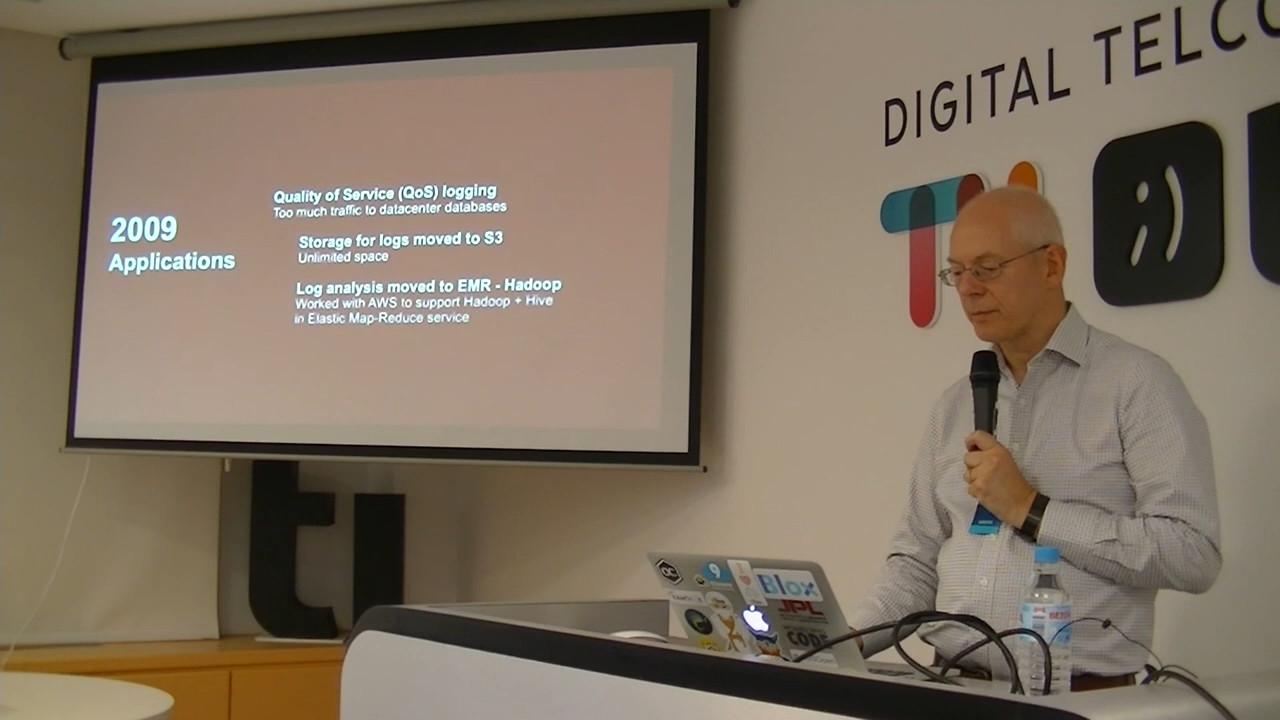 2009
Applications
Quality of Service (QoS) logging
Too much traffic to datacenter databases
Storage for logs moved to S3
Unlimited space
Log analysis moved to EMR - Hadoop
Worked with AWS to support Hadoop + Hive
in Elastic Map-Reduce service
DIGITAL TELCO
ti
Blox
JPL
CODE